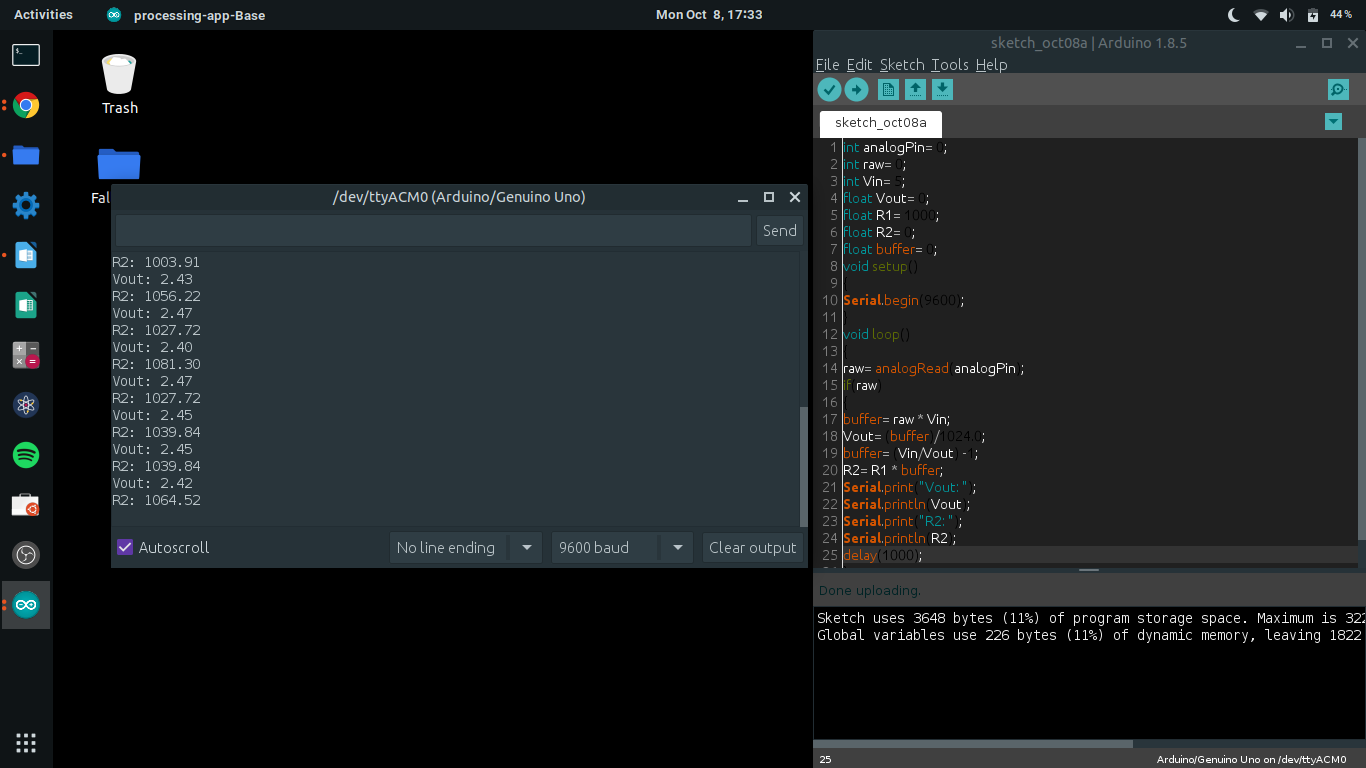 Activities
processing-app-Base
Mon Oct 8, 17:33
44%
Trash
Fal
/dev/ttyACM0 (Arduino/Genuino Uno)
Send
R2: 1003.91
Vout: 2.43
R2: 1056.22
Vout: 2.47
R2: 1027.72
Vout: 2.40
R2: 1081.30
Vout: 2.47
R2: 1027.72
Vout: 2.45
R2: 1039.84
Vout: 2.45
R2: 1039.84
Vout: 2.42
R2: 1064.52
Autoscroll
No line ending
9600 baud
Clear output
sketch_oct08a | Arduino 1.8.5
File Edit Sketch Tools Help
sketch_oct08a
1 int analogPin= 0;
2 int raw= 0;
3 int Vin= 5;
4 float Vout= 0;
5 float R1= 1000;
6 float R2= 0;
7 float buffer= 0;
8 void setup()
9 {
10 Serial.begin(9600);
11 }
12 void loop()
13 {
14 raw= analogRead(analogPin);
15 if(raw)
16 {
17 buffer= raw * Vin;
18 Vout= (buffer)/1024.0;
19 buffer= (Vin/Vout) -1;
20 R2= R1 * buffer;
21 Serial.print("Vout: ");
22 Serial.println(Vout);
23 Serial.print("R2: ");
24 Serial.println(R2);
25 delay(1000);
Done uploading.
Sketch uses 3648 bytes (11%) of program storage space. Maximum is 322
Global variables use 226 bytes (11%) of dynamic memory, leaving 1822
25
Arduino/Genuino Uno on /dev/ttyACM0